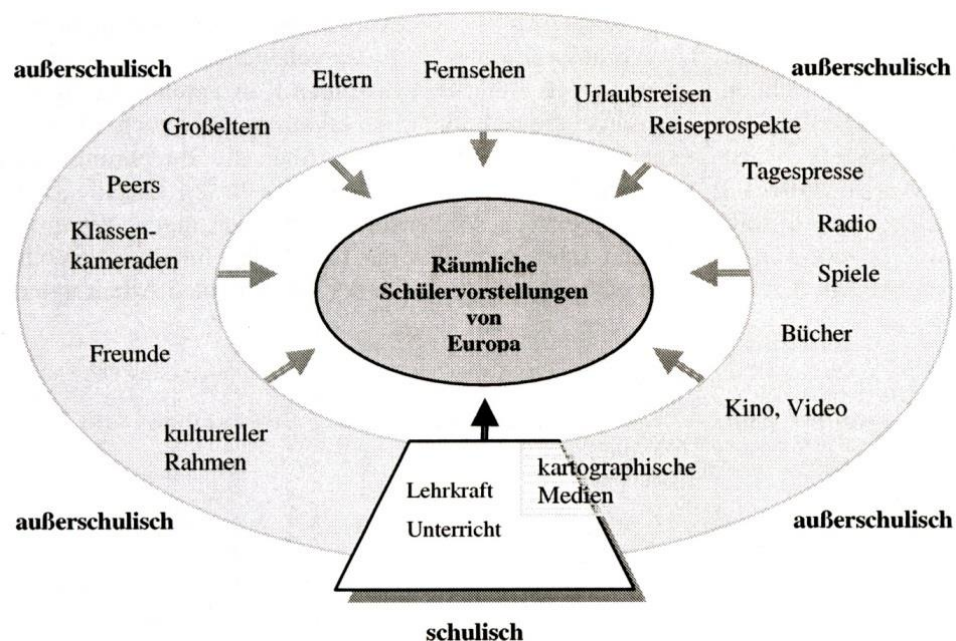 außerschulisch
außerschulisch
Eltern
Fernsehen
Urlaubsreisen
Großeltern
Reiseprospekte
Peers
Tagespresse
Klassen-
kameraden
Radio
Spiele
Räumliche
Schülervorstellungen
von
Europa
Freunde
Bücher
Kino, Video
kultureller
Rahmen
Lehrkraft
Unterricht
kartographische
Medien
außerschulisch
außerschulisch
schulisch